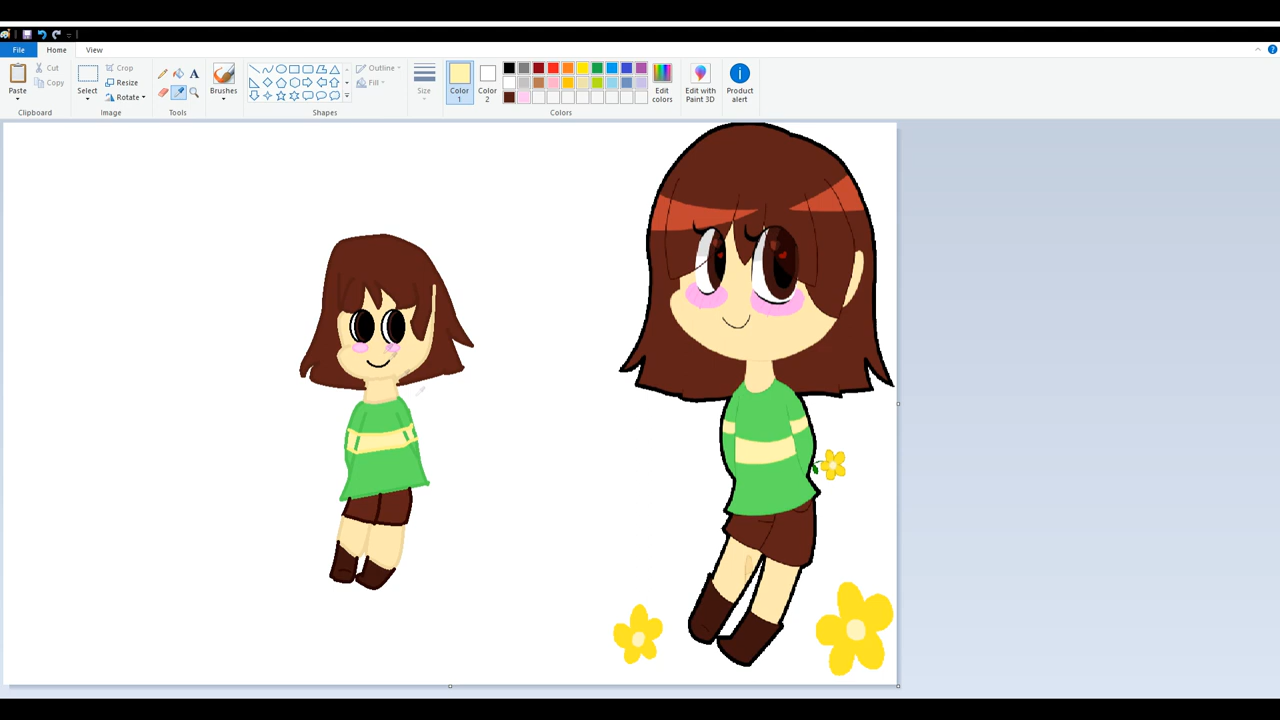 File Home View
Cut
Copy
Paste
Clipboard
Select
Crop
Resize
Rotate
Image
A
Tools
Brushes
Outline
Fill
Shapes
Size
Color
1
Color
2
Edit
colors
Colors
Edit with
Paint 3D
Product
alert